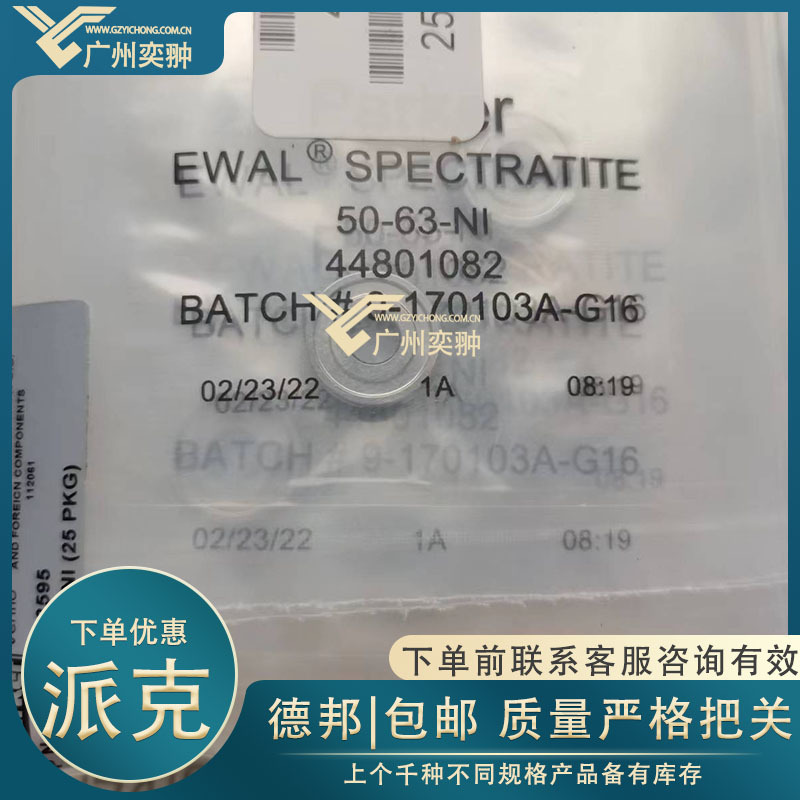 WWW.GZYICHONG.COM.CN
广州奕翀
25
EWAL® SPECTRATITE
50-63-NI
44801082
BATCH # 9-170103A-G16
WWW.GZYICHONG.COM.CN
广州奕翀
02/23/22 1A 08:19
BATCH # 9-170103A-G16
02/23/22 1A 08:19
AND FOREIGN COMPONENTS
112061
NI (25 PKG)
下单优惠
派克
下单前联系客服咨询有效
德邦|包邮 质量严格把关
上个千种不同规格产品备有库存